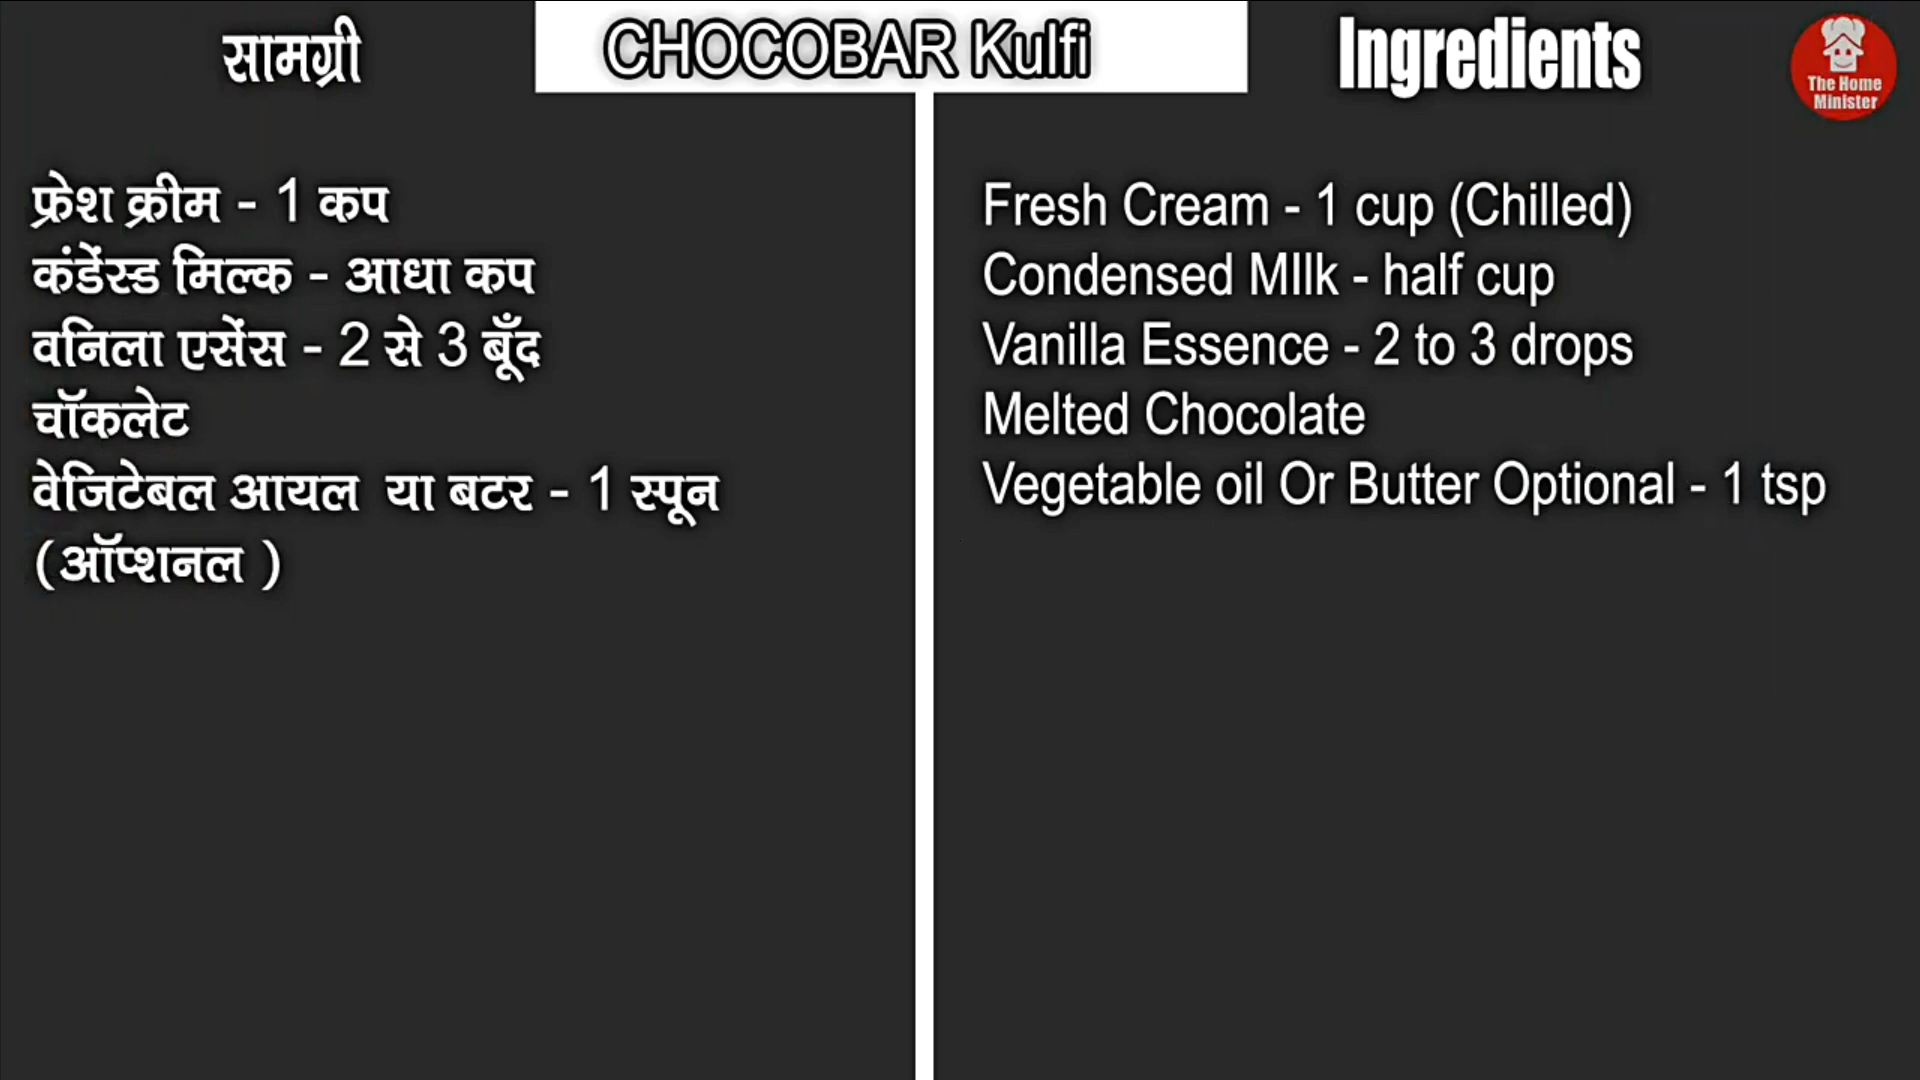 सामग्री
CHOCOBAR Kulfi
Ingredients
The Home
Minister
फ्रेश क्रीम - 1 कप
कंडेंस्ड मिल्क - आधा कप
वनिला एसेंस - 2 से 3 बूँद
चॉकलेट
वेजिटेबल आयल या बटर - 1 स्पून
(ऑप्शनल )
Fresh Cream - 1 cup (Chilled)
Condensed MIlk - half cup
Vanilla Essence - 2 to 3 drops
Melted Chocolate
Vegetable oil Or Butter Optional - 1 tsp